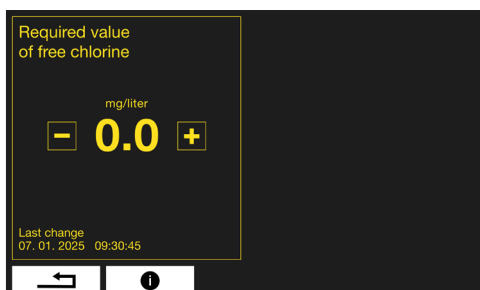 Required value
of free chlorine
mg/liter
− 0.0 +
Last change
07. 01. 2025 09:30:45
i